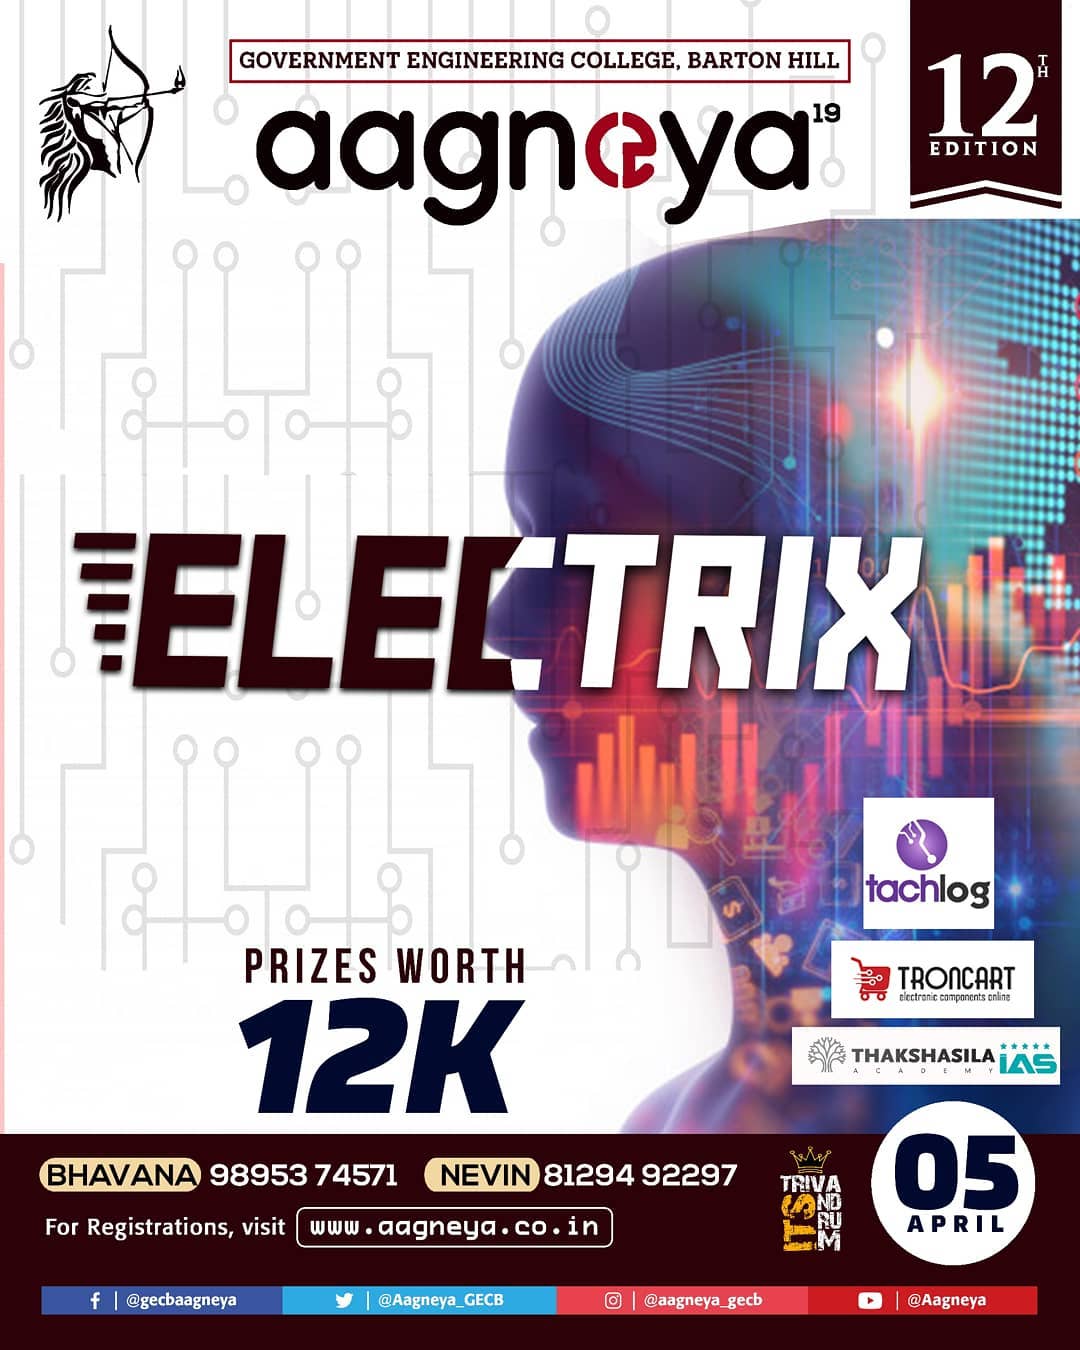 GOVERNMENT ENGINEERING COLLEGE, BARTON HILL
aagneya19
12TH
EDITION
ELECTRIX
tachlog
TRONCART
electronic components online
THAKSHASILA IAS
ACADEMY
PRIZES WORTH
12K
BHAVANA 98953 74571 NEVIN 81294 92297
For Registrations, visit www.aagneya.co.in
ITS TRIVANDRUM
05
APRIL
@gecbaagneya @Aagneya_GECB @aagneya_gecb @Aagneya